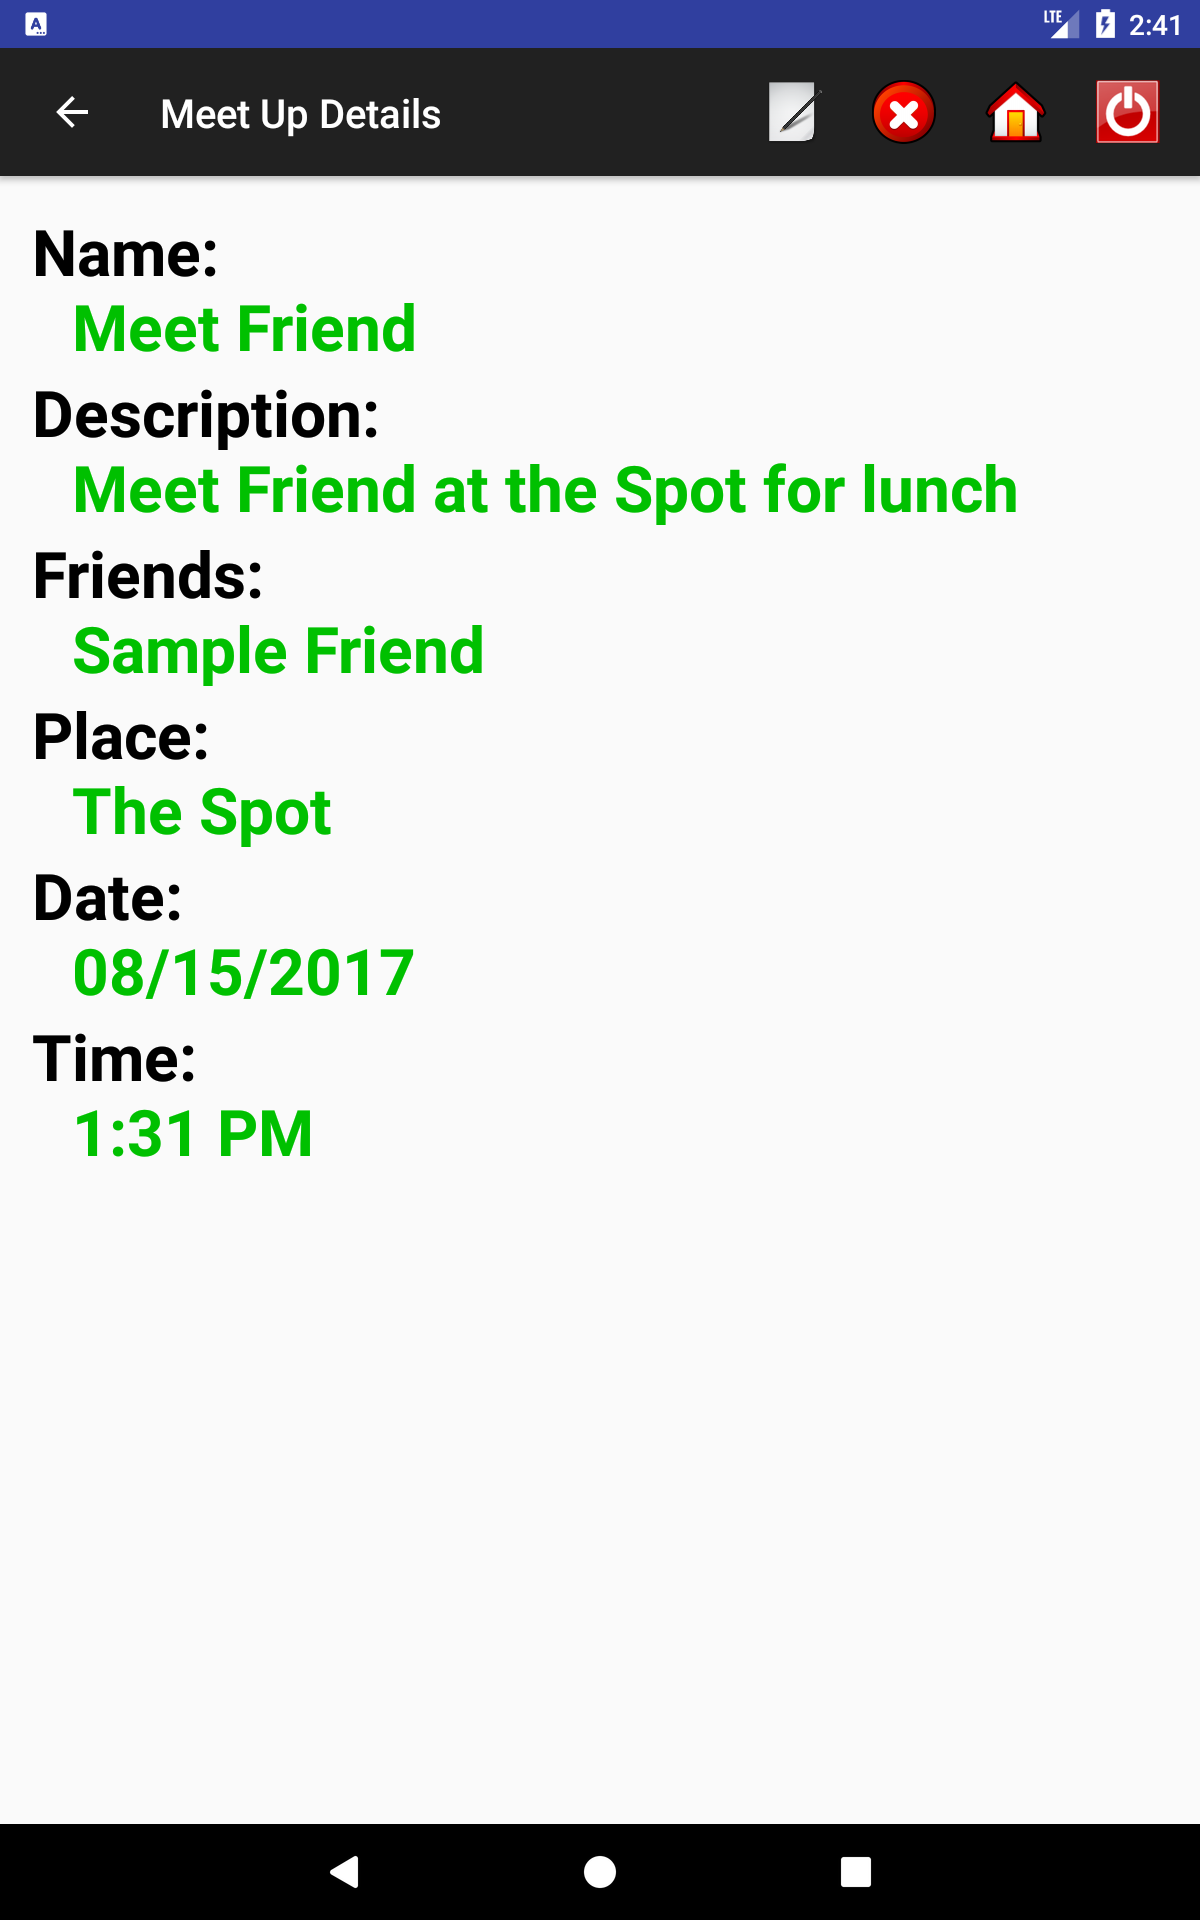 A
LTE 2:41
Meet Up Details
Name:
Meet Friend
Description:
Meet Friend at the Spot for lunch
Friends:
Sample Friend
Place:
The Spot
Date:
08/15/2017
Time:
1:31 PM